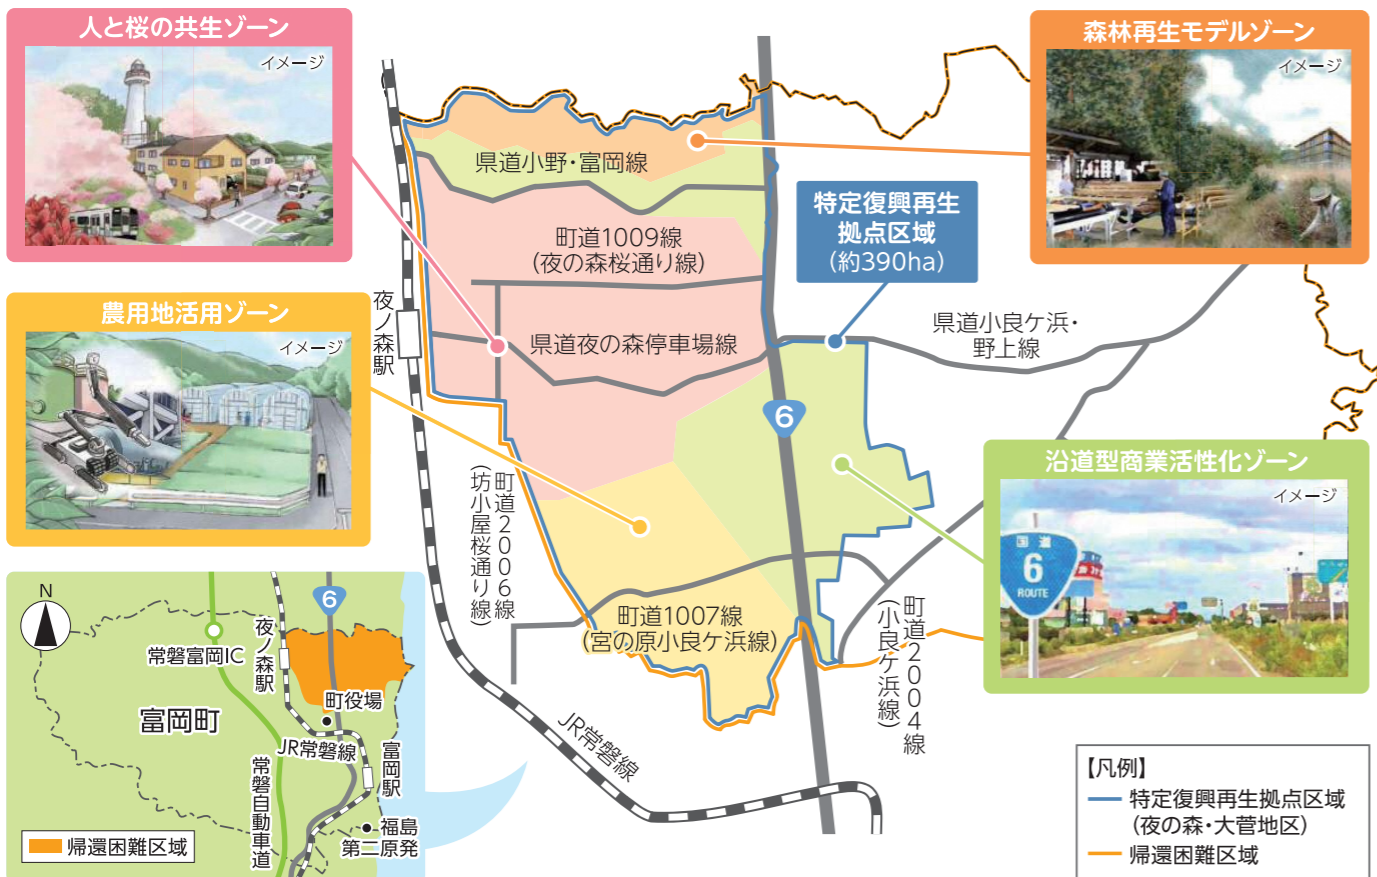 人と桜の共生ゾーン
イメージ
森林再生モデルゾーン
イメージ
農用地活用ゾーン
イメージ
沿道型商業活性化ゾーン
イメージ
国道
6
ROUTE
特定復興再生
拠点区域
(約390ha)
県道小野・富岡線
町道1009線
(夜の森桜通り線)
県道夜の森停車場線
県道小良ケ浜・
野上線
夜ノ森駅
6
町道2006線
(坊小屋桜通り線)
町道1007線
(宮の原小良ケ浜線)
町道2004線
(小良ケ浜線)
JR常磐線
N
6
夜ノ森駅
常磐富岡IC
富岡町
町役場
JR常磐線
富岡駅
常磐自動車道
福島
第二原発
帰還困難区域
【凡例】
特定復興再生拠点区域
(夜の森・大菅地区)
帰還困難区域